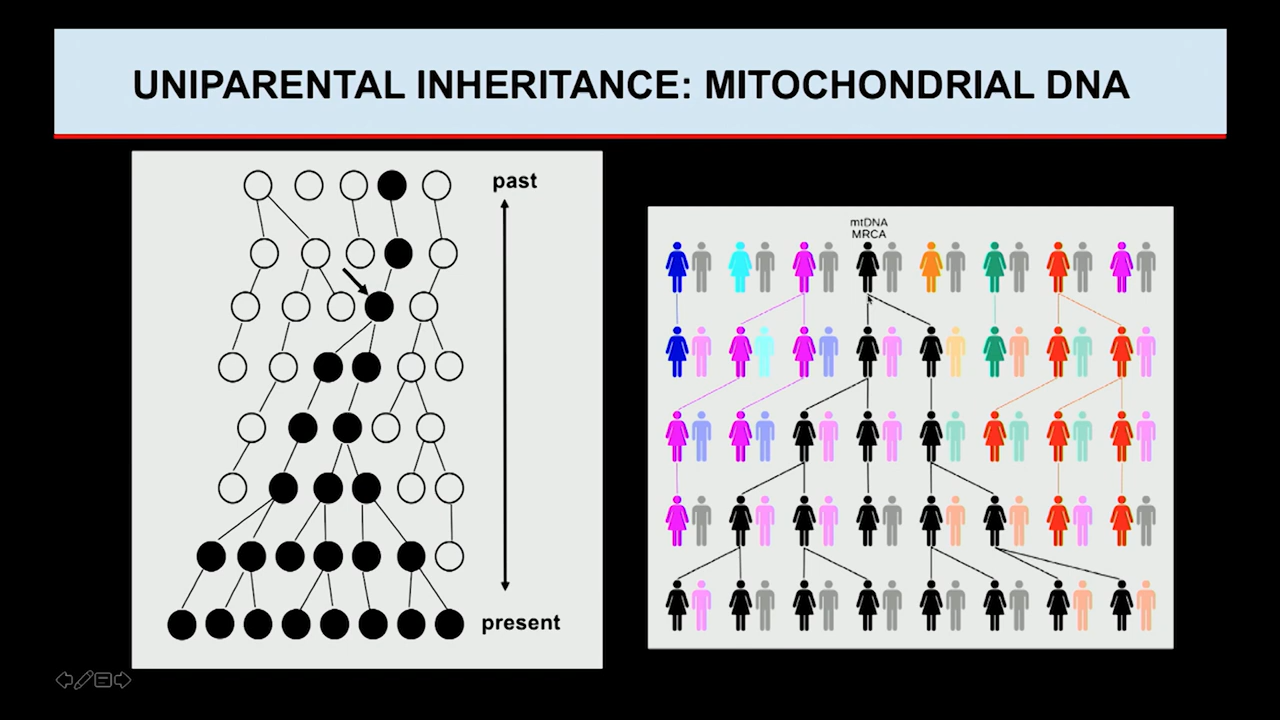 UNIPARENTAL INHERITANCE: MITOCHONDRIAL DNA
past
present
mtDNA
MRCA